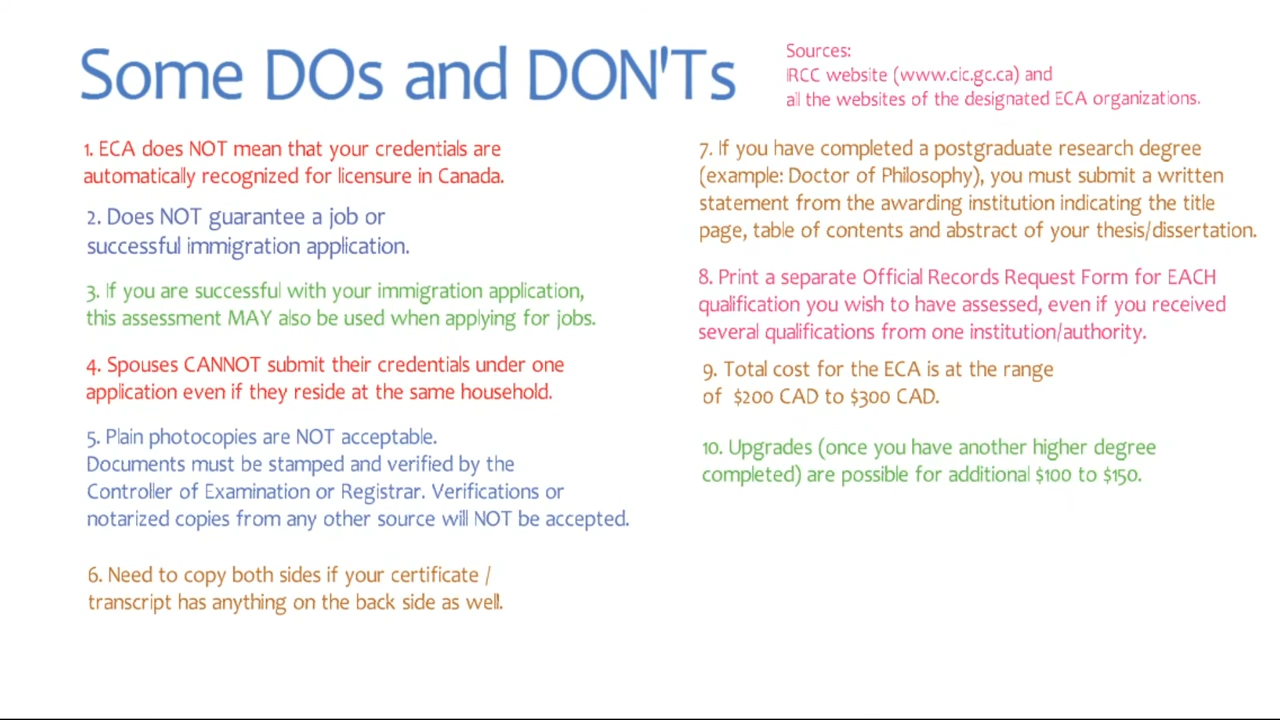 Some DOs and DON'Ts
Sources:
IRCC website (www.cic.gc.ca) and
all the websites of the designated ECA organizations.
1. ECA does NOT mean that your credentials are
automatically recognized for licensure in Canada.
2. Does NOT guarantee a job or
successful immigration application.
3. If you are successful with your immigration application,
this assessment MAY also be used when applying for jobs.
4. Spouses CANNOT submit their credentials under one
application even if they reside at the same household.
5. Plain photocopies are NOT acceptable.
Documents must be stamped and verified by the
Controller of Examination or Registrar. Verifications or
notarized copies from any other source will NOT be accepted.
6. Need to copy both sides if your certificate /
transcript has anything on the back side as well.
7. If you have completed a postgraduate research degree
(example: Doctor of Philosophy), you must submit a written
statement from the awarding institution indicating the title
page, table of contents and abstract of your thesis/dissertation.
8. Print a separate Official Records Request Form for EACH
qualification you wish to have assessed, even if you received
several qualifications from one institution/authority.
9. Total cost for the ECA is at the range
of $200 CAD to $300 CAD.
10. Upgrades (once you have another higher degree
completed) are possible for additional $100 to $150.